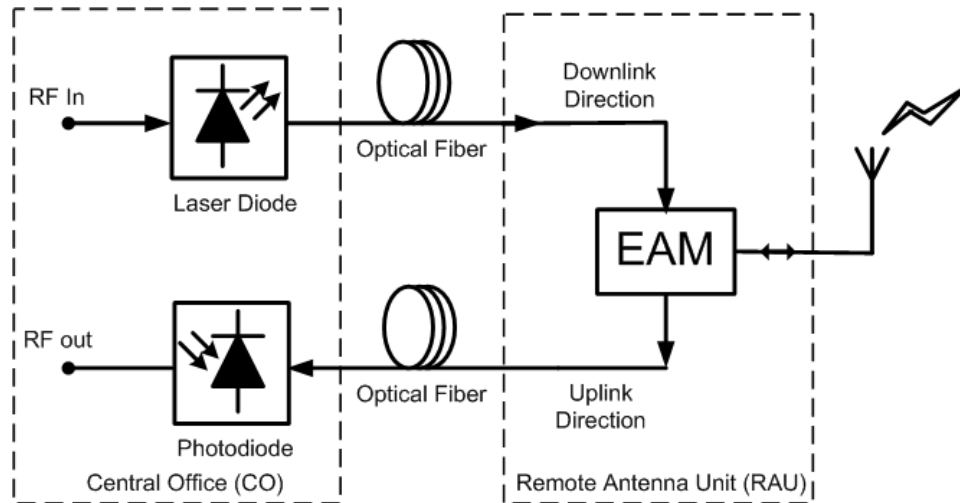 RF In
Laser Diode
Optical Fiber
Downlink
Direction
EAM
RF out
Photodiode
Optical Fiber
Uplink
Direction
Central Office (CO)
Remote Antenna Unit (RAU)